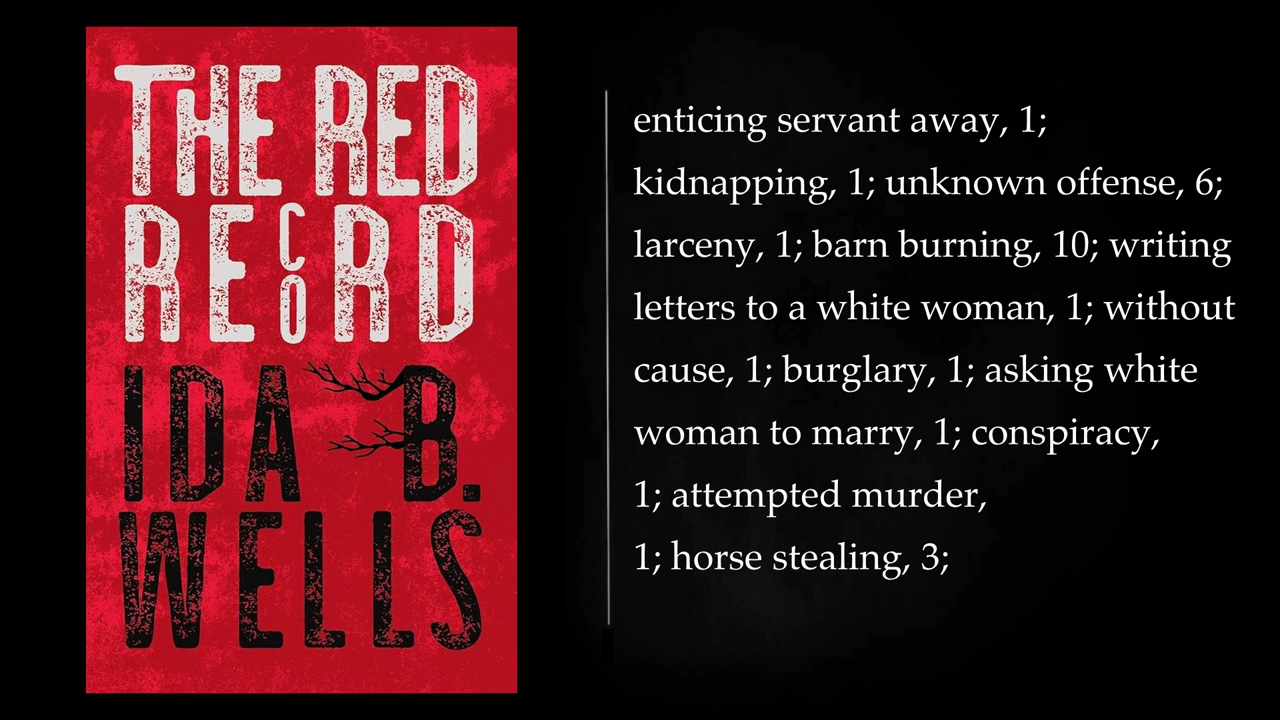 THE RED
RECORD
IDA B.
WELLS
enticing servant away, 1;
kidnapping, 1; unknown offense, 6;
larceny, 1; barn burning, 10; writing
letters to a white woman, 1; without
cause, 1; burglary, 1; asking white
woman to marry, 1; conspiracy,
1; attempted murder,
1; horse stealing, 3;